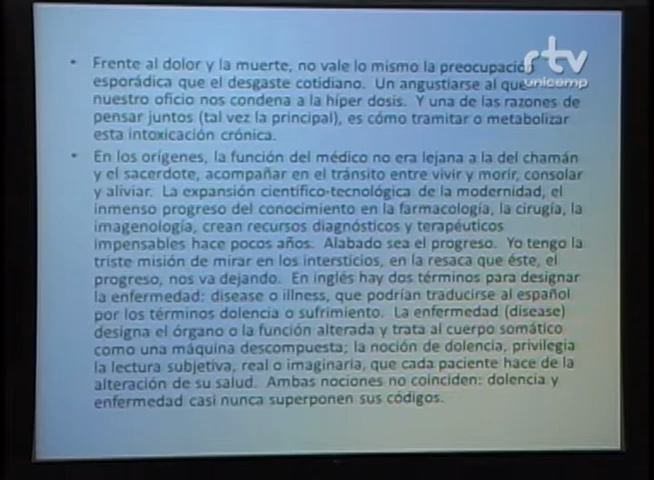 • Frente al dolor y la muerte, no vale lo mismo la preocupación
esporádica que el desgaste cotidiano. Un angustiarse al que
nuestro oficio nos condena a la híper dosis. Y una de las razones de
pensar juntos (tal vez la principal), es cómo tramitar o metabolizar
esta intoxicación crónica.
• En los orígenes, la función del médico no era lejana a la del chamán
y el sacerdote, acompañar en el tránsito entre vivir y morir, consolar
y aliviar. La expansión científico-tecnológica de la modernidad, el
inmenso progreso del conocimiento en la farmacología, la cirugía, la
imagenología, crean recursos diagnósticos y terapéuticos
impensables hace pocos años. Alabado sea el progreso. Yo tengo la
triste misión de mirar en los intersticios, en la resaca que éste, el
progreso, nos va dejando. En inglés hay dos términos para designar
la enfermedad: disease o illness, que podrían traducirse al español
por los términos dolencia o sufrimiento. La enfermedad (disease)
designa el órgano o la función alterada y trata al cuerpo somático
como una máquina descompuesta; la noción de dolencia, privilegia
la lectura subjetiva, real o imaginaria, que cada paciente hace de la
alteración de su salud. Ambas nociones no coinciden: dolencia y
enfermedad casi nunca superponen sus códigos.
rtv
unicamp